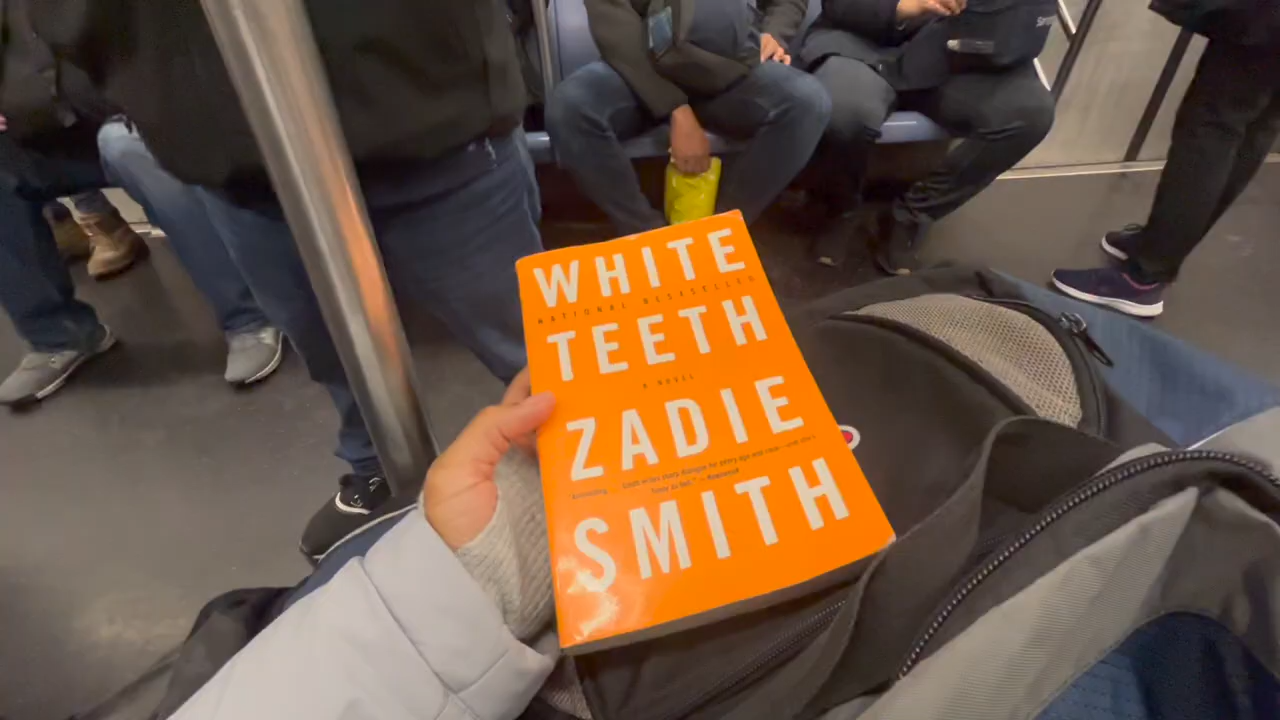 WHITE
NATIONAL BESTSELLER
TEETH
A NOVEL
ZADIE
SMITH